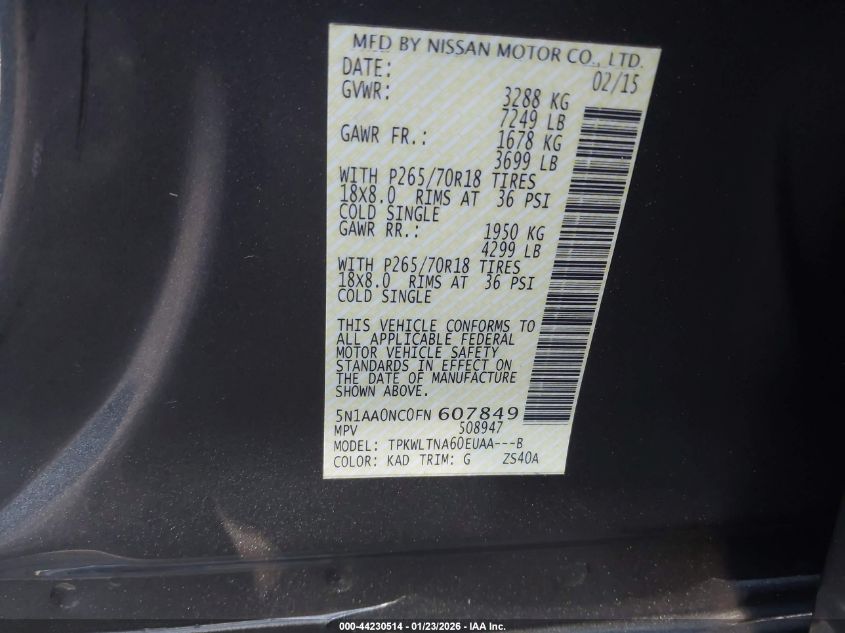 MFD BY NISSAN MOTOR CO., LTD.
DATE: 02/15
GVWR: 3288 KG
7249 LB
GAWR FR.: 1678 KG
3699 LB
WITH P265/70R18 TIRES
18X8.0 RIMS AT 36 PSI
COLD SINGLE
GAWR RR.: 1950 KG
4299 LB
WITH P265/70R18 TIRES
18X8.0 RIMS AT 36 PSI
COLD SINGLE
THIS VEHICLE CONFORMS TO
ALL APPLICABLE FEDERAL
MOTOR VEHICLE SAFETY
STANDARDS IN EFFECT ON
THE DATE OF MANUFACTURE
SHOWN ABOVE.
5N1AA0NC0FN 607849
MPV 508947
MODEL: TPKWLTNA60EUAA---B
COLOR: KAD TRIM: G ZS40A
000-44230514 - 01/23/2026 - IAA Inc.